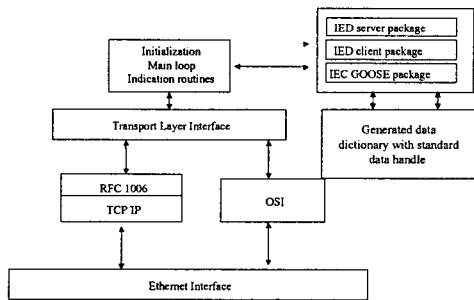 IED server package
IED client package
IEC GOOSE package
Initialization
Main loop
Indication routines
Transport Layer Interface
Generated data
dictionary with standard
data handle
RFC 1006
TCP IP
OSI
Ethernet Interface